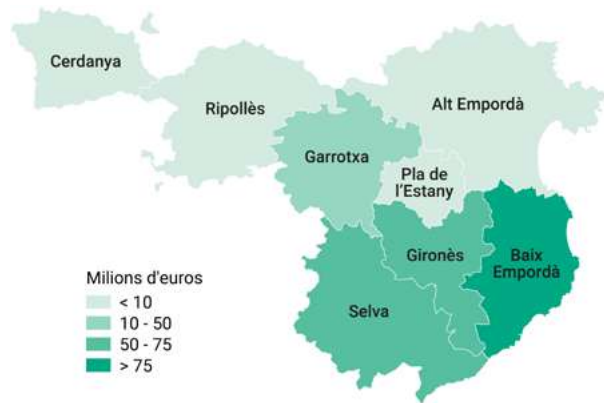 Cerdanya
Ripollès
Alt Empordà
Garrotxa
Pla de
l'Estany
Gironès
Baix
Empordà
Selva
Milions d'euros
< 10
10 - 50
50 - 75
> 75